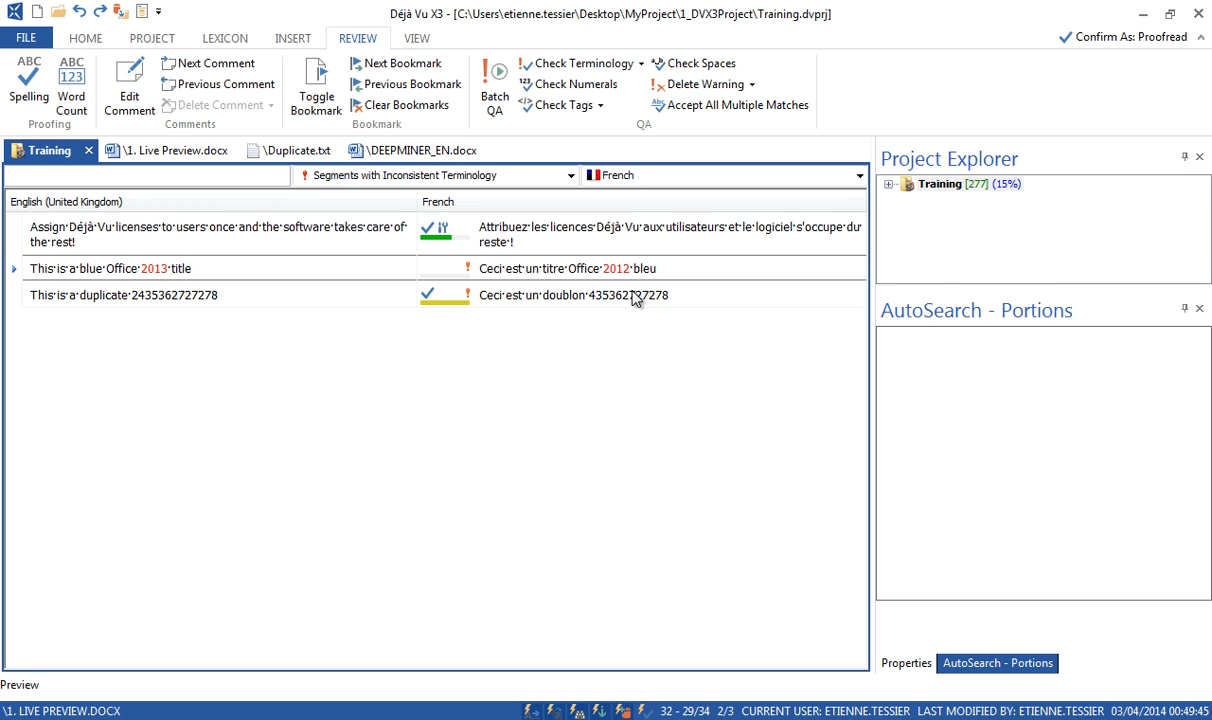 Déjà Vu X3 - [C:\Users\etienne.tessier\Desktop\MyProject\1_DVX3Project\Training.dvprj]
FILE HOME PROJECT LEXICON INSERT REVIEW VIEW Confirm As: Proofread
ABC Spelling
ABC 123 Word Count
Proofing
Edit Comment
Next Comment
Previous Comment
Delete Comment
Comments
Toggle Bookmark
Next Bookmark
Previous Bookmark
Clear Bookmarks
Bookmark
Batch QA
Check Terminology
Check Numerals
Check Tags
Check Spaces
Delete Warning
Accept All Multiple Matches
QA
Training \1. Live Preview.docx \Duplicate.txt \DEEPMINER_EN.docx
Segments with Inconsistent Terminology French
English (United Kingdom) French
Assign·Déjà·Vu·licenses·to·users·once·and·the·software·takes·care·of·
the·rest!
Attribuez·les·licences·Déjà·Vu·aux·utilisateurs·et·le·logiciel·s'occupe·du·
reste·!
This·is·a·blue·Office·2013·title Ceci·est·un·titre·Office·2012·bleu
This·is·a·duplicate·2435362727278 Ceci·est·un·doublon·435362727278
Project Explorer
Training [277] (15%)
AutoSearch - Portions
Properties AutoSearch - Portions
Preview
\1. LIVE PREVIEW.DOCX 32 - 29/34 2/3 CURRENT USER: ETIENNE.TESSIER LAST MODIFIED BY: ETIENNE.TESSIER 03/04/2014 00:49:45